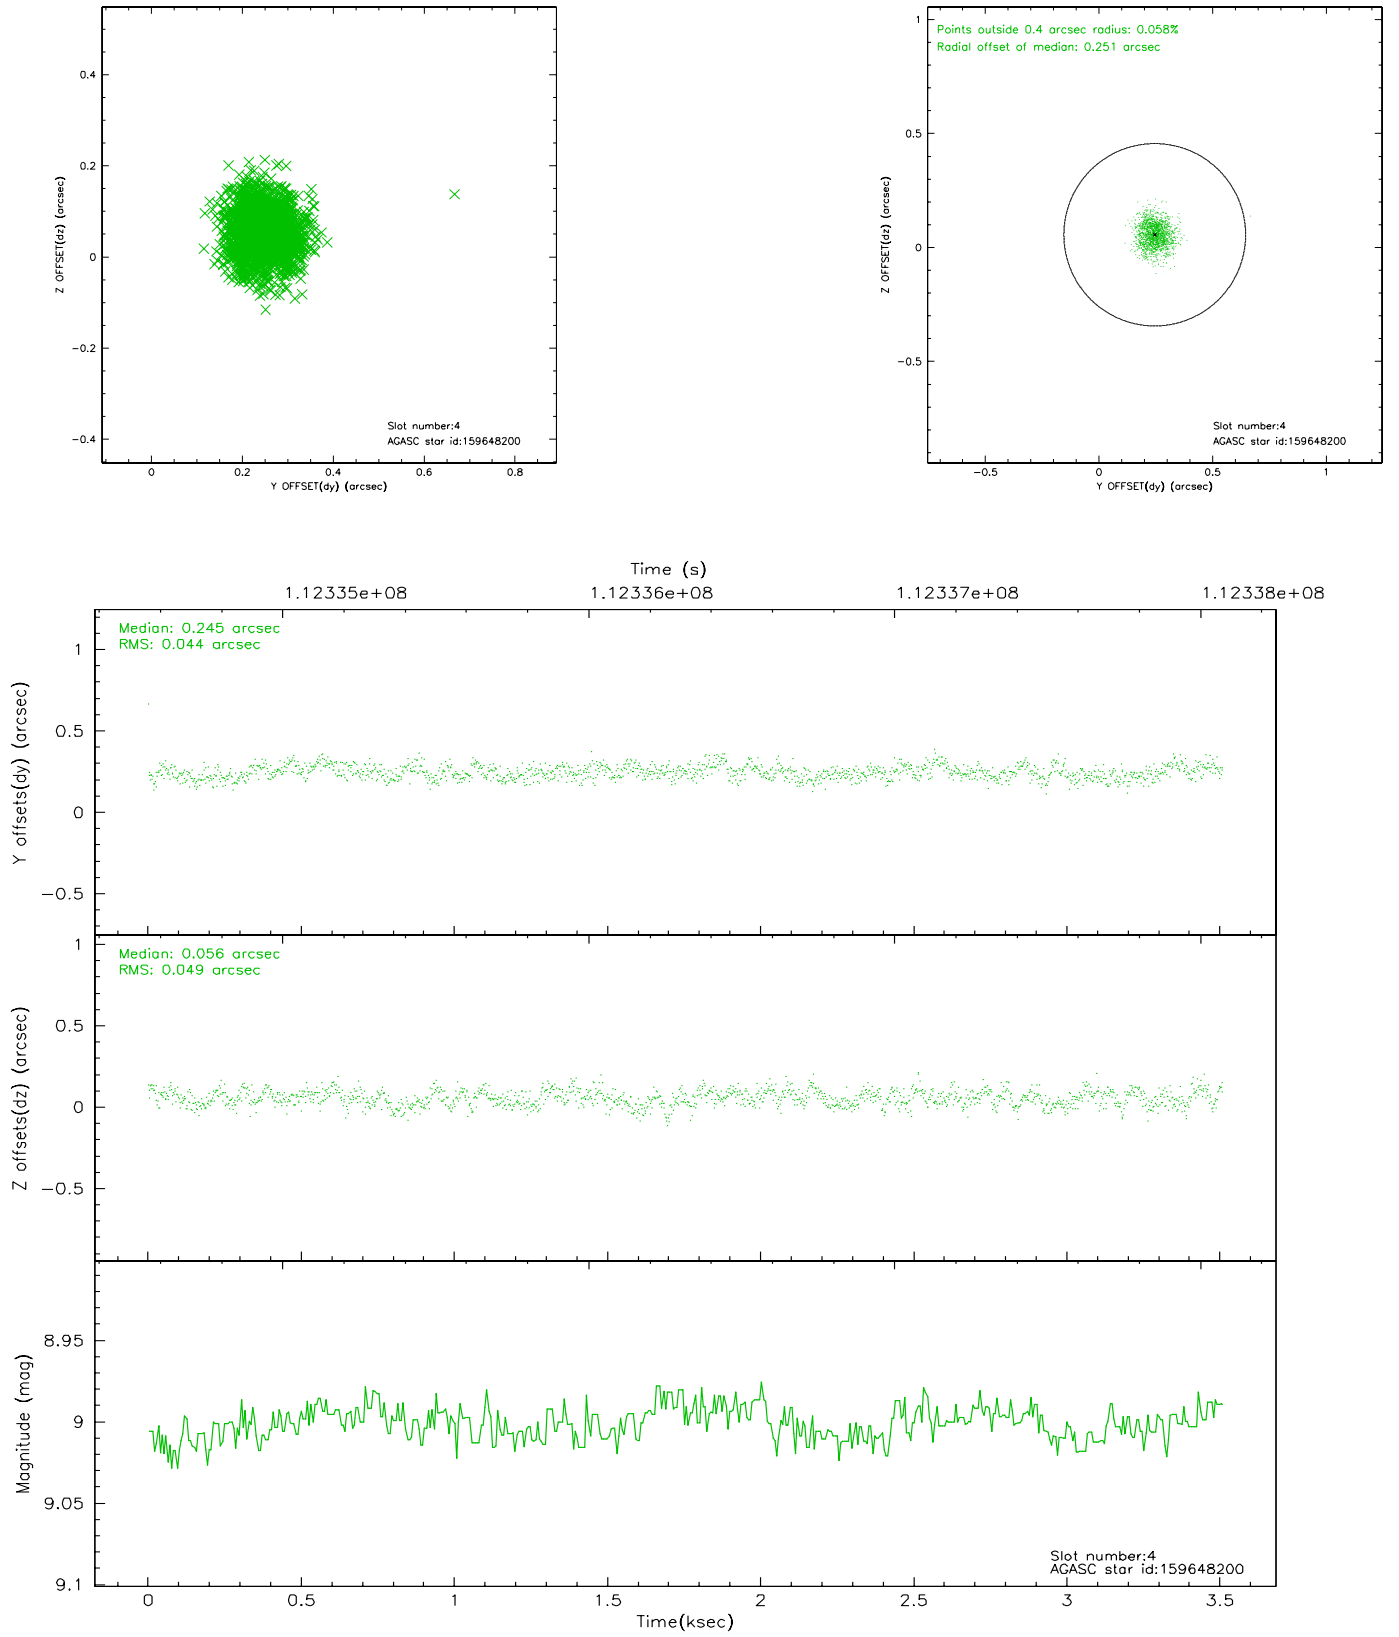 0.4
0.2
0
−0.2
−0.4
Z OFFSET(dz) (arcsec)
Slot number:4
AGASC star id:159648200
0 0.2 0.4 0.6 0.8
Y OFFSET(dy) (arcsec)
Points outside 0.4 arcsec radius: 0.058%
Radial offset of median: 0.251 arcsec
1
0.5
0
−0.5
Z OFFSET(dz) (arcsec)
Slot number:4
AGASC star id:159648200
−0.5 0 0.5 1
Y OFFSET(dy) (arcsec)
Time (s)
1.12335e+08 1.12336e+08 1.12337e+08 1.12338e+08
Median: 0.245 arcsec
RMS: 0.044 arcsec
1
0.5
0
−0.5
Y offsets(dy) (arcsec)
Median: 0.056 arcsec
RMS: 0.049 arcsec
1
0.5
0
−0.5
Z offsets(dz) (arcsec)
8.95
9
9.05
9.1
Magnitude (mag)
Slot number:4
AGASC star id:159648200
0 0.5 1 1.5 2 2.5 3 3.5
Time(ksec)